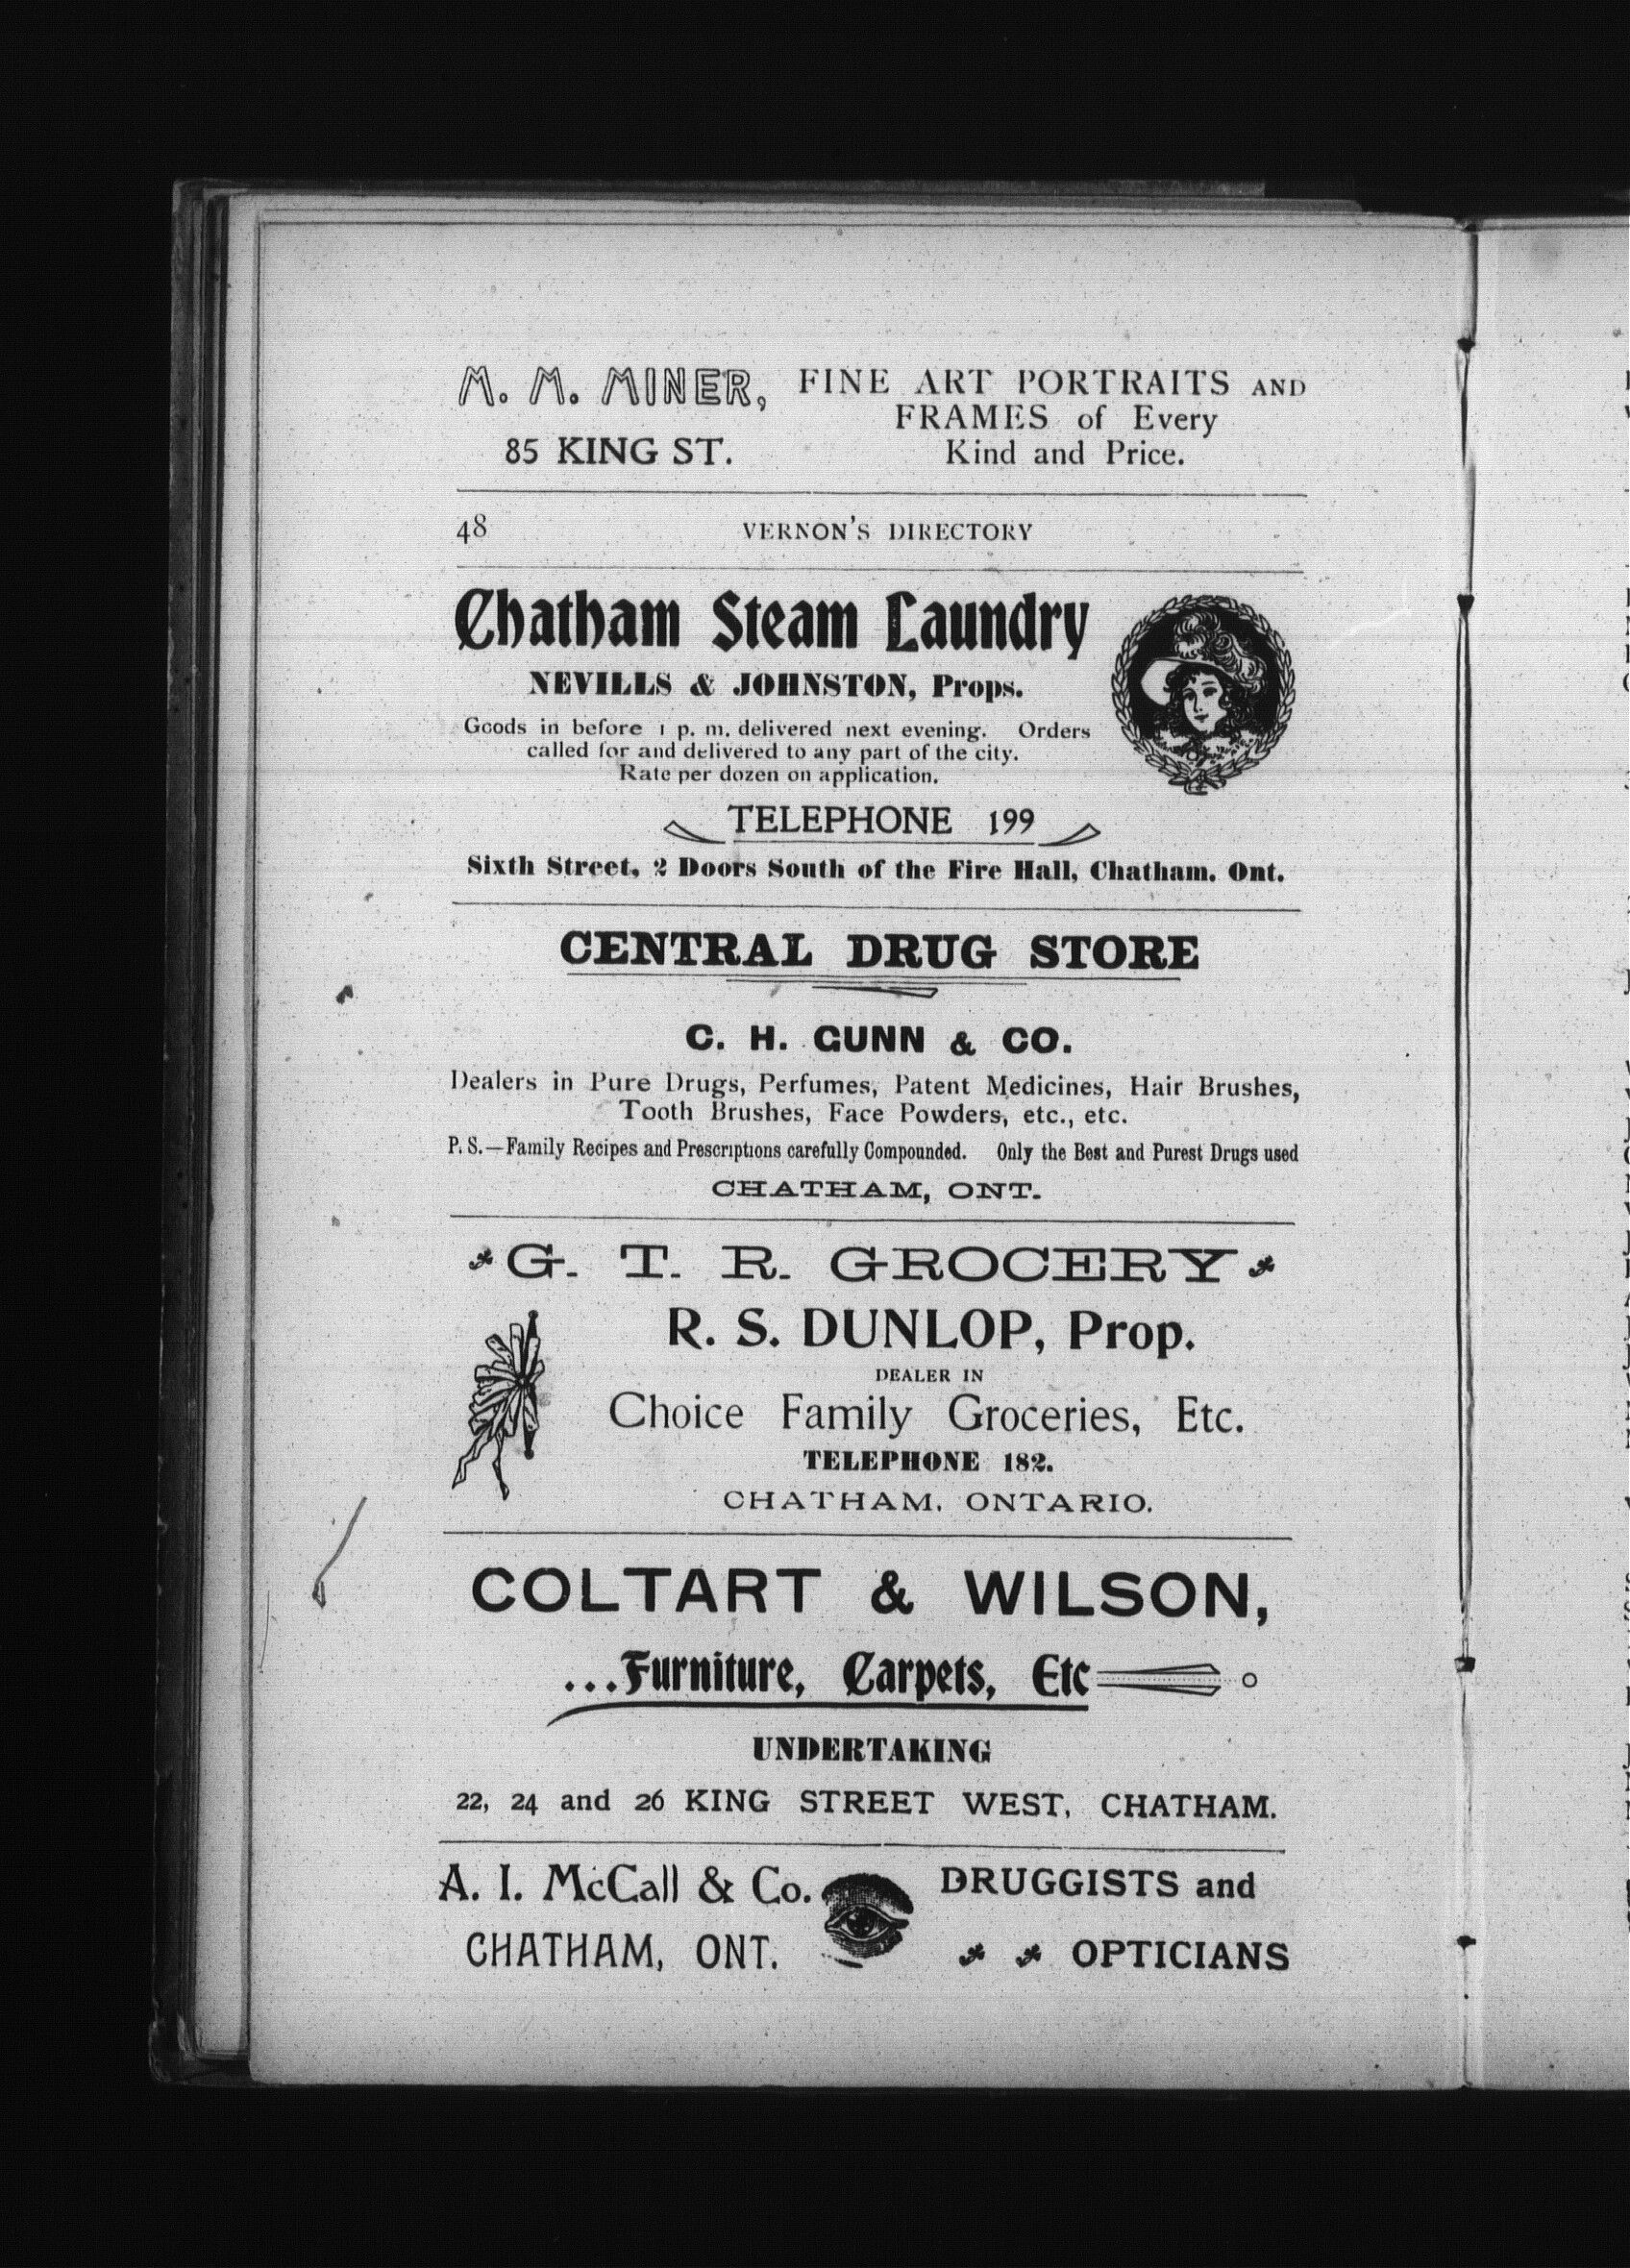 M. M. MINER, FINE ART PORTRAITS AND
FRAMES of Every
85 KING ST. Kind and Price.
48 VERNON'S DIRECTORY
Chatham Steam Laundry
NEVILLS & JOHNSTON, Props.
Goods in before 1 p. m. delivered next evening. Orders
called for and delivered to any part of the city.
Rate per dozen on application.
TELEPHONE 199
Sixth Street, 2 Doors South of the Fire Hall, Chatham. Ont.
CENTRAL DRUG STORE
C. H. GUNN & CO.
Dealers in Pure Drugs, Perfumes, Patent Medicines, Hair Brushes,
Tooth Brushes, Face Powders, etc., etc.
P. S.—Family Recipes and Prescriptions carefully Compounded. Only the Best and Purest Drugs used
CHATHAM, ONT.
G. T. R. GROCERY
R. S. DUNLOP, Prop.
DEALER IN
Choice Family Groceries, Etc.
TELEPHONE 182.
CHATHAM, ONTARIO.
COLTART & WILSON,
...Furniture, Carpets, Etc
UNDERTAKING
22, 24 and 26 KING STREET WEST, CHATHAM.
A. I. McCall & Co. DRUGGISTS and
CHATHAM, ONT. OPTICIANS